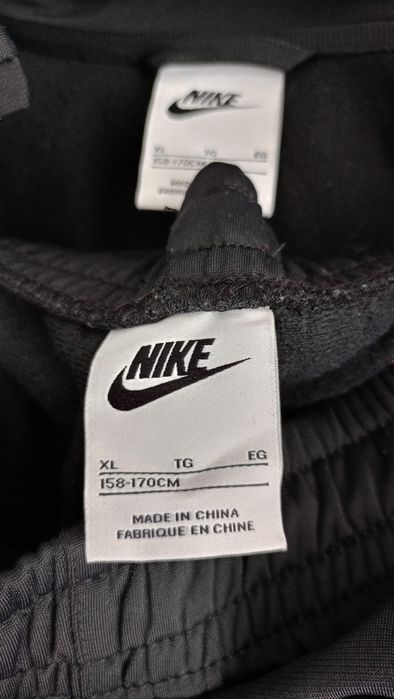 NIKE
XL TG EG
158-170CM
NIKE
XL TG EG
158-170CM
MADE IN CHINA
FABRIQUE EN CHINE